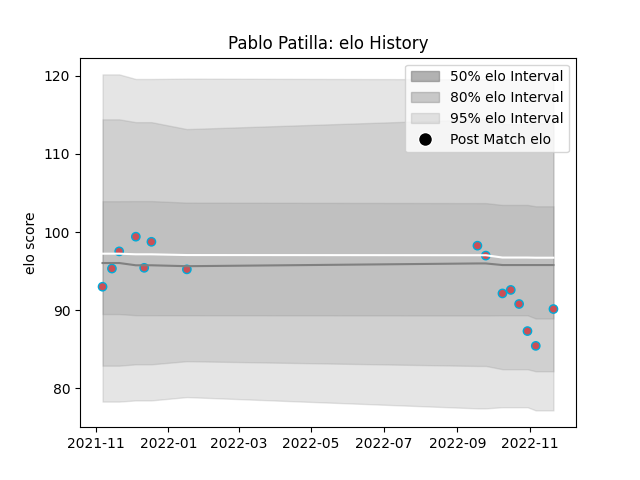 Pablo Patilla: elo History
50% elo Interval
80% elo Interval
95% elo Interval
Post Match elo
elo score
120
110
100
90
80
2021-11
2022-01
2022-03
2022-05
2022-07
2022-09
2022-11